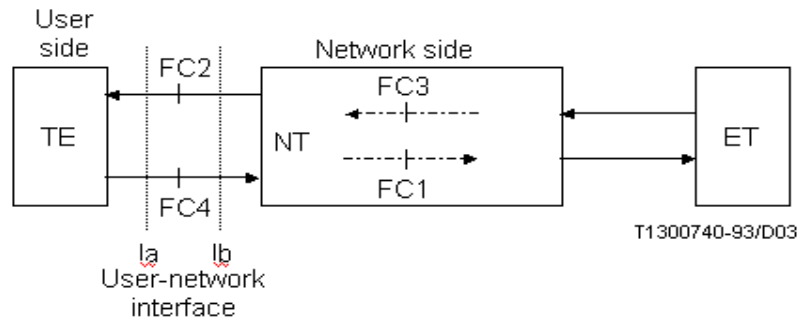 User
side
Network side
FC2
FC3
TE
NT
ET
FC4
FC1
T1300740-93/D03
Ia
Ib
User-network
interface